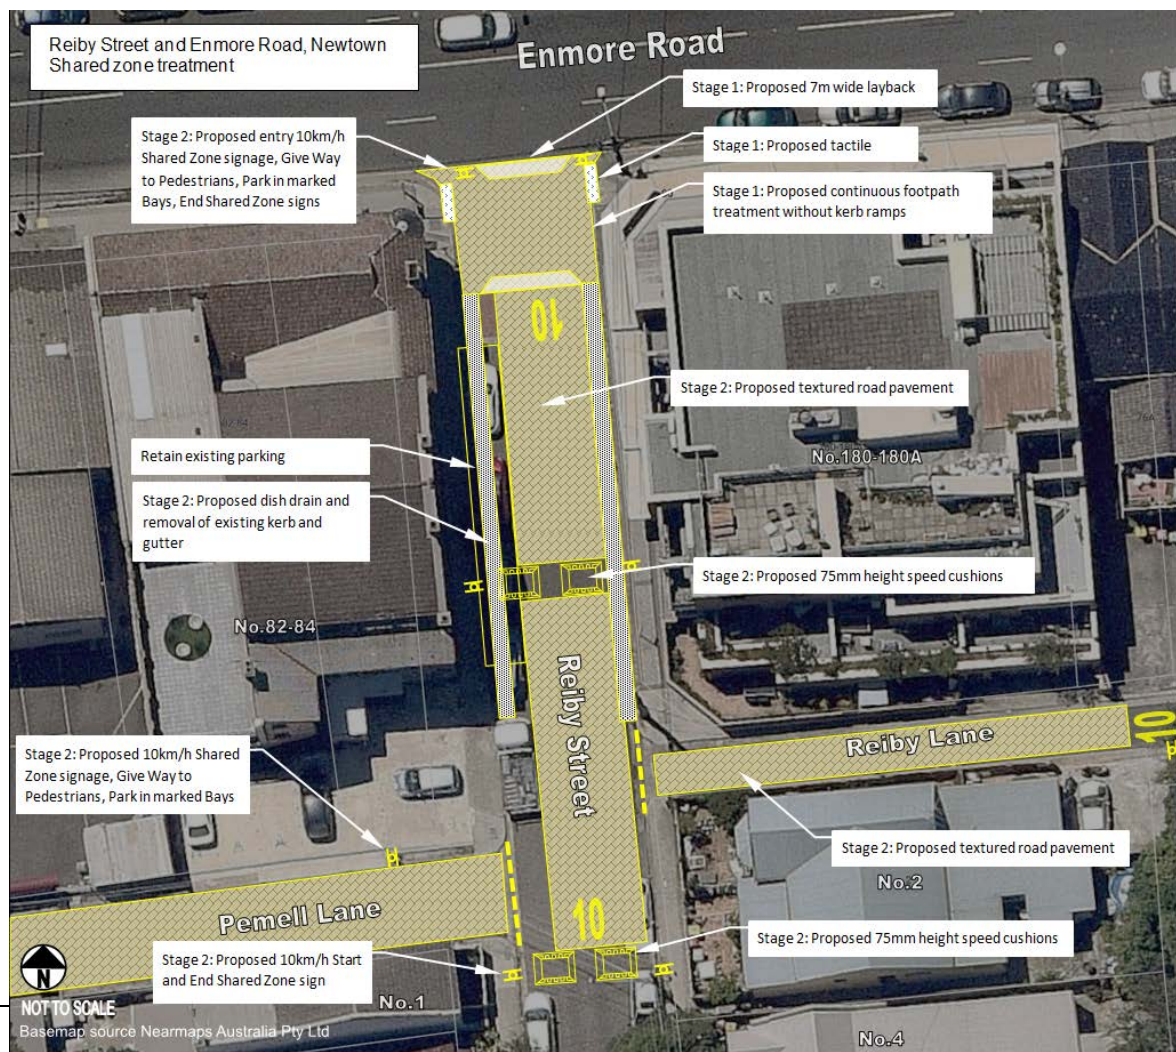 Reiby Street and Enmore Road, Newtown
Shared zone treatment
Enmore Road
Stage 1: Proposed 7m wide layback
Stage 2: Proposed entry 10km/h
Shared Zone signage, Give Way
to Pedestrians, Park in marked
Bays, End Shared Zone signs
Stage 1: Proposed tactile
Stage 1: Proposed continuous footpath
treatment without kerb ramps
10
Stage 2: Proposed textured road pavement
Retain existing parking
No.180-180A
Stage 2: Proposed dish drain and
removal of existing kerb and
gutter
Stage 2: Proposed 75mm height speed cushions
No.82-84
Reiby Street
Stage 2: Proposed 10km/h Shared
Zone signage, Give Way to
Pedestrians, Park in marked Bays
Reiby Lane
10
Stage 2: Proposed textured road pavement
No.2
Pemell Lane
10
Stage 2: Proposed 75mm height speed cushions
Stage 2: Proposed 10km/h Start
and End Shared Zone sign
N
NOT TO SCALE
No.1
Basemap source Nearmaps Australia Pty Ltd
No.4